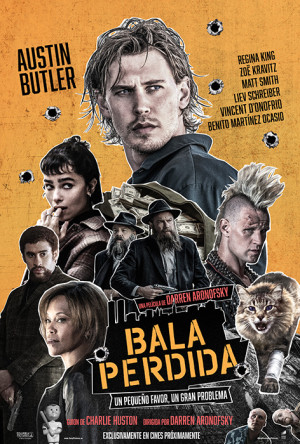 AUSTIN
BUTLER
REGINA KING
ZOË KRAVITZ
MATT SMITH
LIEV SCHREIBER
VINCENT D'ONOFRIO
BENITO MARTÍNEZ OCASIO
UNA PELÍCULA DE DARREN ARONOFSKY
BALA
PERDIDA
UN PEQUEÑO FAVOR. UN GRAN PROBLEMA
GUION DE CHARLIE HUSTON DIRIGIDA POR DARREN ARONOFSKY
EXCLUSIVAMENTE EN CINES PRÓXIMAMENTE